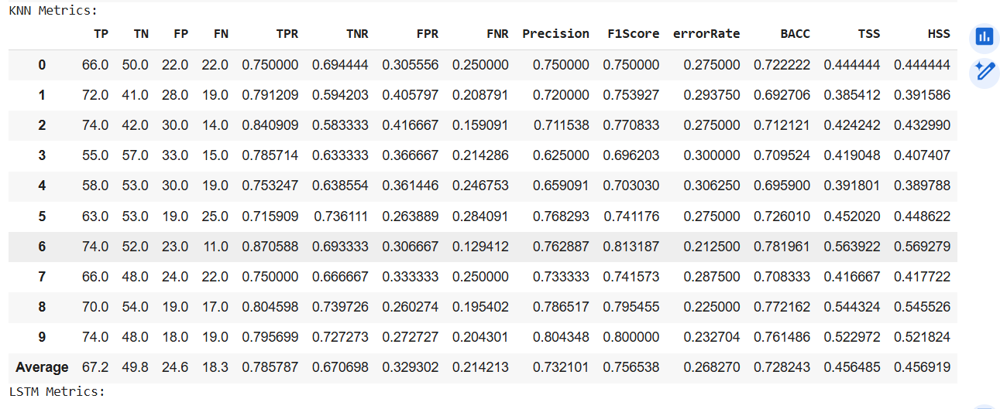 KNN Metrics:
TP TN FP FN TPR TNR FPR FNR Precision F1Score errorRate BACC TSS HSS
0 66.0 50.0 22.0 22.0 0.750000 0.694444 0.305556 0.250000 0.750000 0.750000 0.275000 0.722222 0.444444 0.444444
1 72.0 41.0 28.0 19.0 0.791209 0.594203 0.405797 0.208791 0.720000 0.753927 0.293750 0.692706 0.385412 0.391586
2 74.0 42.0 30.0 14.0 0.840909 0.583333 0.416667 0.159091 0.711538 0.770833 0.275000 0.712121 0.424242 0.432990
3 55.0 57.0 33.0 15.0 0.785714 0.633333 0.366667 0.214286 0.625000 0.696203 0.300000 0.709524 0.419048 0.407407
4 58.0 53.0 30.0 19.0 0.753247 0.638554 0.361446 0.246753 0.659091 0.703030 0.306250 0.695900 0.391801 0.389788
5 63.0 53.0 19.0 25.0 0.715909 0.736111 0.263889 0.284091 0.768293 0.741176 0.275000 0.726010 0.452020 0.448622
6 74.0 52.0 23.0 11.0 0.870588 0.693333 0.306667 0.129412 0.762887 0.813187 0.212500 0.781961 0.563922 0.569279
7 66.0 48.0 24.0 22.0 0.750000 0.666667 0.333333 0.250000 0.733333 0.741573 0.287500 0.708333 0.416667 0.417722
8 70.0 54.0 19.0 17.0 0.804598 0.739726 0.260274 0.195402 0.786517 0.795455 0.225000 0.772162 0.544324 0.545526
9 74.0 48.0 18.0 19.0 0.795699 0.727273 0.272727 0.204301 0.804348 0.800000 0.232704 0.761486 0.522972 0.521824
Average 67.2 49.8 24.6 18.3 0.785787 0.670698 0.329302 0.214213 0.732101 0.756538 0.268270 0.728243 0.456485 0.456919
LSTM Metrics: